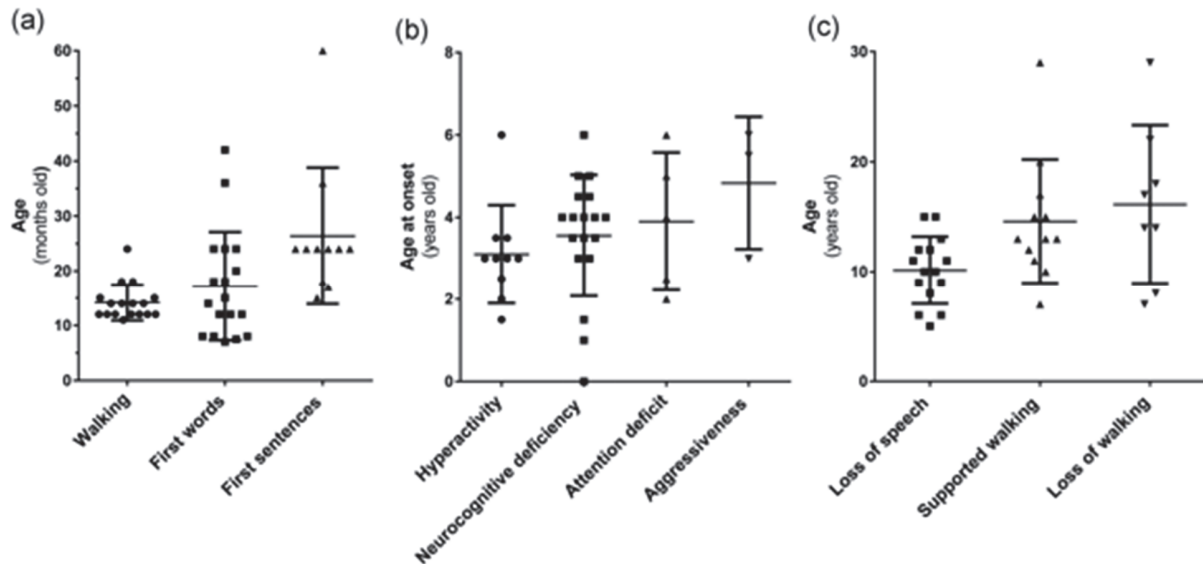 (a)
Age
(months old)
60
50
40
30
20
10
0
Walking
First words
First sentences
(b)
Age at onset
(years old)
8
6
4
2
0
Hyperactivity
Neurocognitive deficiency
Attention deficit
Aggressiveness
(c)
Age
(years old)
30
20
10
0
Loss of speech
Supported walking
Loss of walking